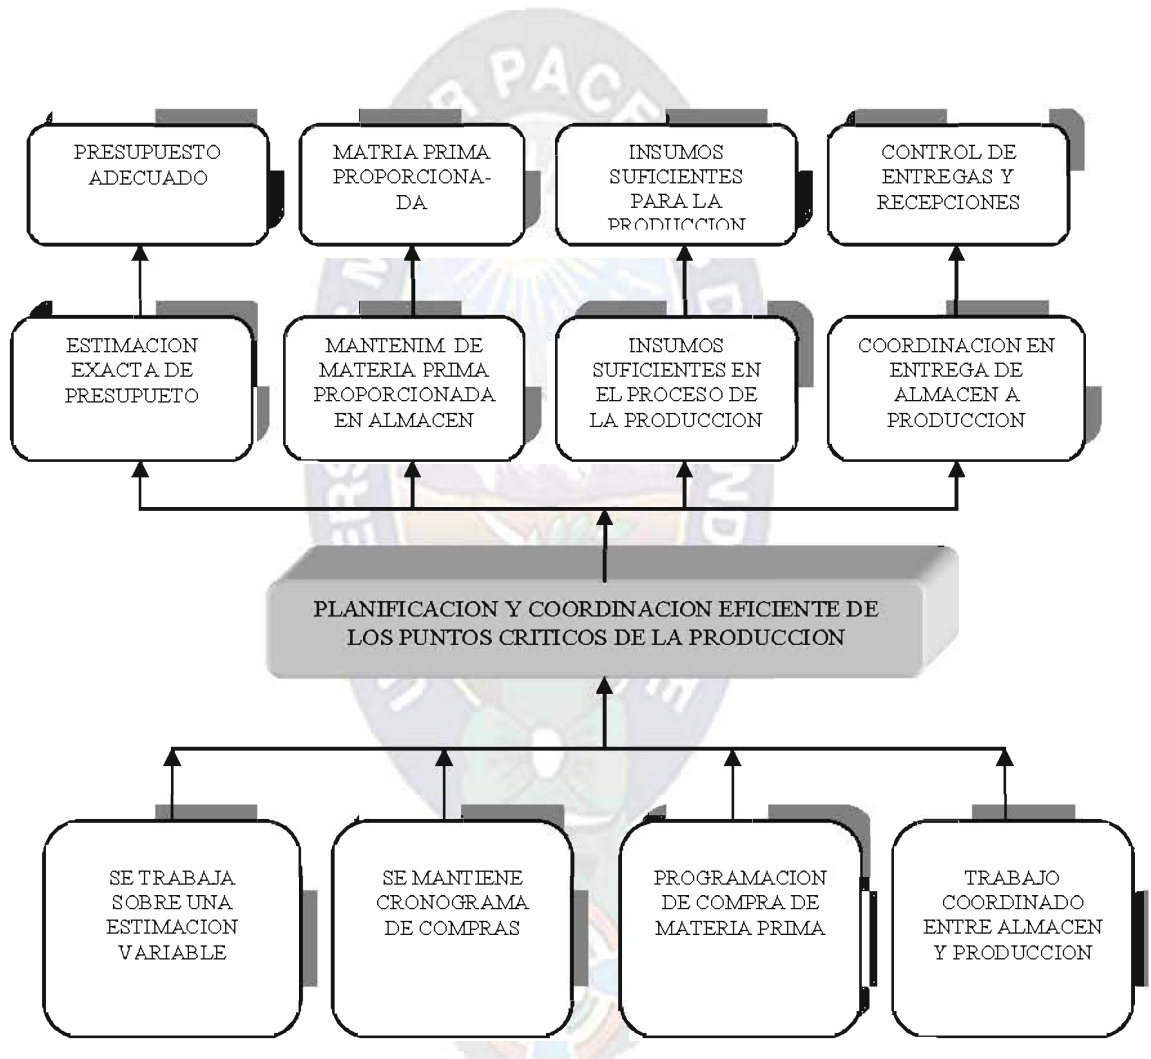 PRESUPUESTO
ADECUADO
MATRIA PRIMA
PROPORCIONA-
DA
INSUMOS
SUFICIENTES
PARA LA
PRODUCCION
CONTROL DE
ENTREGAS Y
RECEPCIONES
ESTIMACION
EXACTA DE
PRESUPUETO
MANTENIM. DE
MATERIA PRIMA
PROPORCIONADA
EN ALMACEN
INSUMOS
SUFICIENTES EN
EL PROCESO DE
LA PRODUCCION
COORDINACION EN
ENTREGA DE
ALMACEN A
PRODUCCION
PLANIFICACION Y COORDINACION EFICIENTE DE
LOS PUNTOS CRITICOS DE LA PRODUCCION
SE TRABAJA
SOBRE UNA
ESTIMACION
VARIABLE
SE MANTIENE
CRONOGRAMA
DE COMPRAS
PROGRAMACION
DE COMPRA DE
MATERIA PRIMA
TRABAJO
COORDINADO
ENTRE ALMACEN
Y PRODUCCION